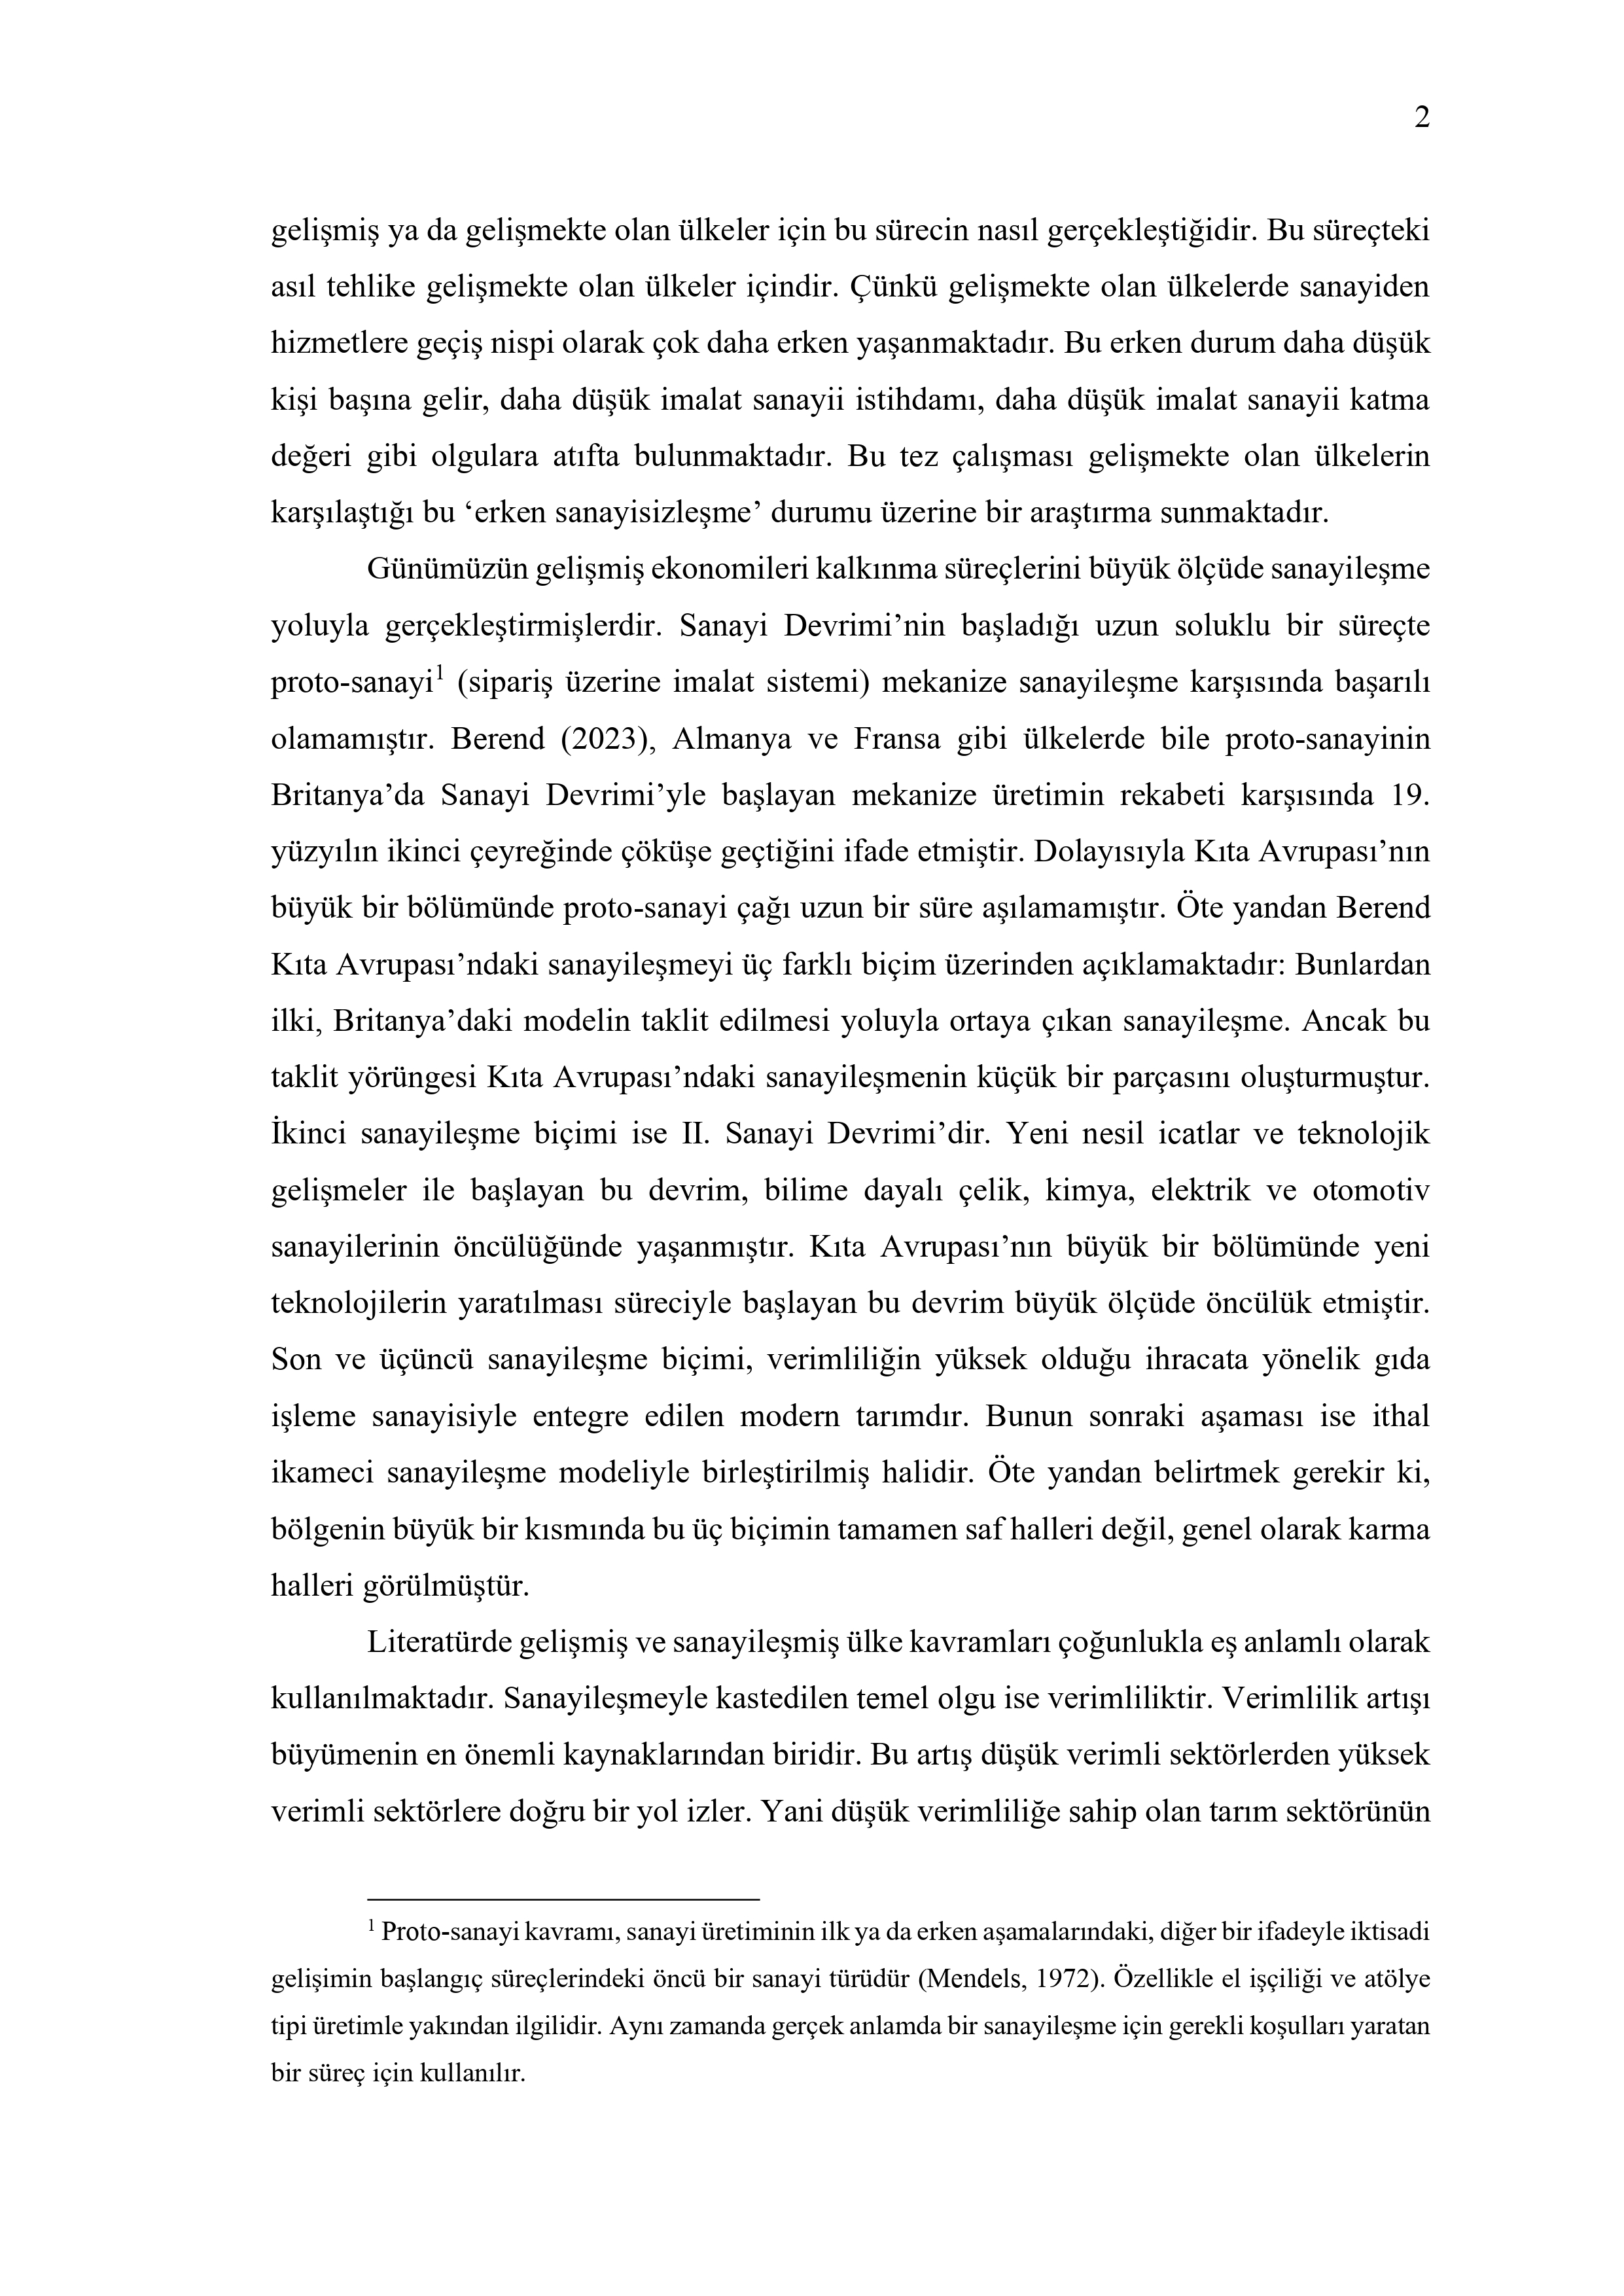 2
gelişmiş ya da gelişmekte olan ülkeler için bu sürecin nasıl gerçekleştiğidir. Bu süreçteki
asıl tehlike gelişmekte olan ülkeler içindir. Çünkü gelişmekte olan ülkelerde sanayiden
hizmetlere geçiş nispi olarak çok daha erken yaşanmaktadır. Bu erken durum daha düşük
kişi başına gelir, daha düşük imalat sanayii istihdamı, daha düşük imalat sanayii katma
değeri gibi olgulara atıfta bulunmaktadır. Bu tez çalışması gelişmekte olan ülkelerin
karşılaştığı bu ‘erken sanayisizleşme’ durumu üzerine bir araştırma sunmaktadır.
Günümüzün gelişmiş ekonomileri kalkınma süreçlerini büyük ölçüde sanayileşme
yoluyla gerçekleştirmişlerdir. Sanayi Devrimi’nin başladığı uzun soluklu bir süreçte
proto-sanayi¹ (sipariş üzerine imalat sistemi) mekanize sanayileşme karşısında başarılı
olamamıştır. Berend (2023), Almanya ve Fransa gibi ülkelerde bile proto-sanayinin
Britanya’da Sanayi Devrimi’yle başlayan mekanize üretimin rekabeti karşısında 19.
yüzyılın ikinci çeyreğinde çöküşe geçtiğini ifade etmiştir. Dolayısıyla Kıta Avrupası’nın
büyük bir bölümünde proto-sanayi çağı uzun bir süre aşılamamıştır. Öte yandan Berend
Kıta Avrupası’ndaki sanayileşmeyi üç farklı biçim üzerinden açıklamaktadır: Bunlardan
ilki, Britanya’daki modelin taklit edilmesi yoluyla ortaya çıkan sanayileşme. Ancak bu
taklit yörüngesi Kıta Avrupası’ndaki sanayileşmenin küçük bir parçasını oluşturmuştur.
İkinci sanayileşme biçimi ise II. Sanayi Devrimi’dir. Yeni nesil icatlar ve teknolojik
gelişmeler ile başlayan bu devrim, bilime dayalı çelik, kimya, elektrik ve otomotiv
sanayilerinin öncülüğünde yaşanmıştır. Kıta Avrupası’nın büyük bir bölümünde yeni
teknolojilerin yaratılması süreciyle başlayan bu devrim büyük ölçüde öncülük etmiştir.
Son ve üçüncü sanayileşme biçimi, verimliliğin yüksek olduğu ihracata yönelik gıda
işleme sanayisiyle entegre edilen modern tarımdır. Bunun sonraki aşaması ise ithal
ikameci sanayileşme modeliyle birleştirilmiş halidir. Öte yandan belirtmek gerekir ki,
bölgenin büyük bir kısmında bu üç biçimin tamamen saf halleri değil, genel olarak karma
halleri görülmüştür.
Literatürde gelişmiş ve sanayileşmiş ülke kavramları çoğunlukla eş anlamlı olarak
kullanılmaktadır. Sanayileşmeyle kastedilen temel olgu ise verimliliktir. Verimlilik artışı
büyümenin en önemli kaynaklarından biridir. Bu artış düşük verimli sektörlerden yüksek
verimli sektörlere doğru bir yol izler. Yani düşük verimliliğe sahip olan tarım sektörünün
¹ Proto-sanayi kavramı, sanayi üretiminin ilk ya da erken aşamalarındaki, diğer bir ifadeyle iktisadi
gelişimin başlangıç süreçlerindeki öncü bir sanayi türüdür (Mendels, 1972). Özellikle el işçiliği ve atölye
tipi üretimle yakından ilgilidir. Aynı zamanda gerçek anlamda bir sanayileşme için gerekli koşulları yaratan
bir süreç için kullanılır.